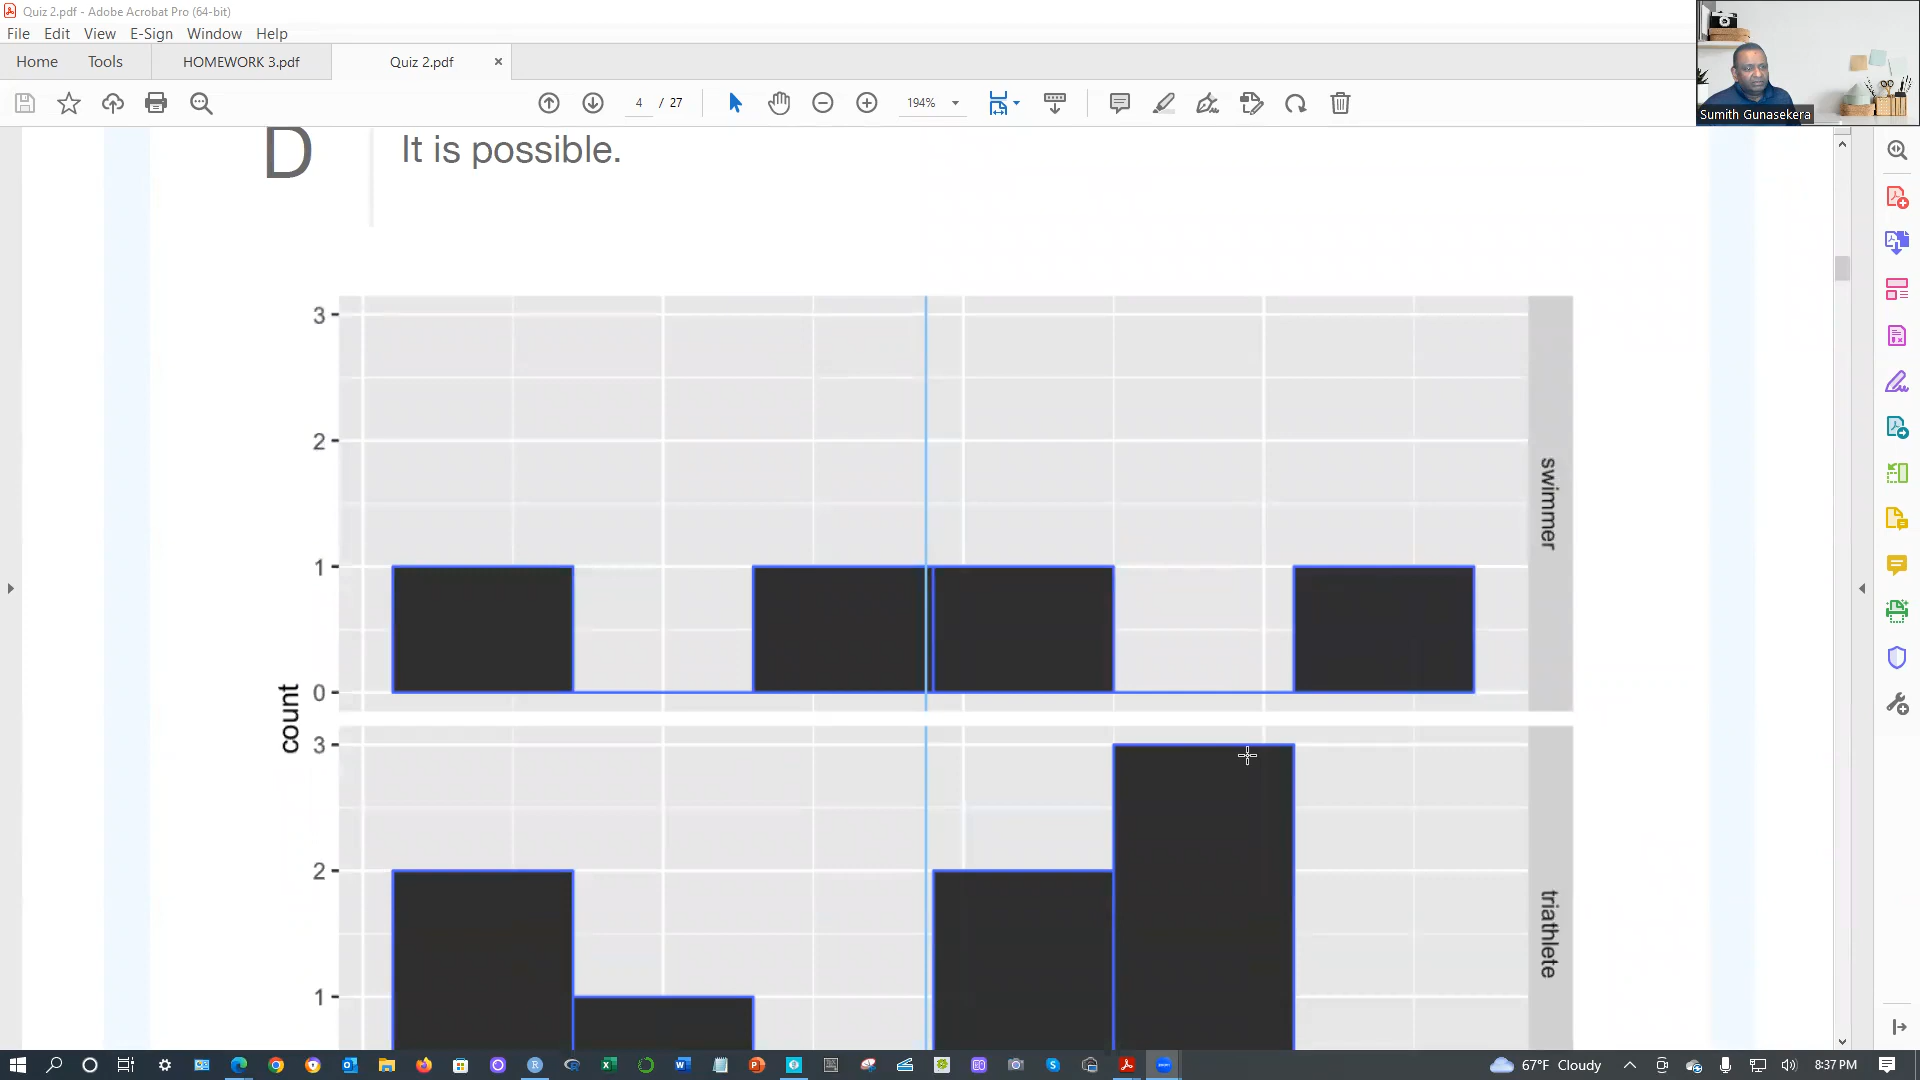 Quiz 2.pdf - Adobe Acrobat Pro (64-bit)
File Edit View E-Sign Window Help
Home Tools HOMEWORK 3.pdf Quiz 2.pdf ×
4 / 27 194%
Sumith Gunasekera
D It is possible.
3
2
1
0
swimmer
count
3
2
1
triathlete
67°F Cloudy 8:37 PM